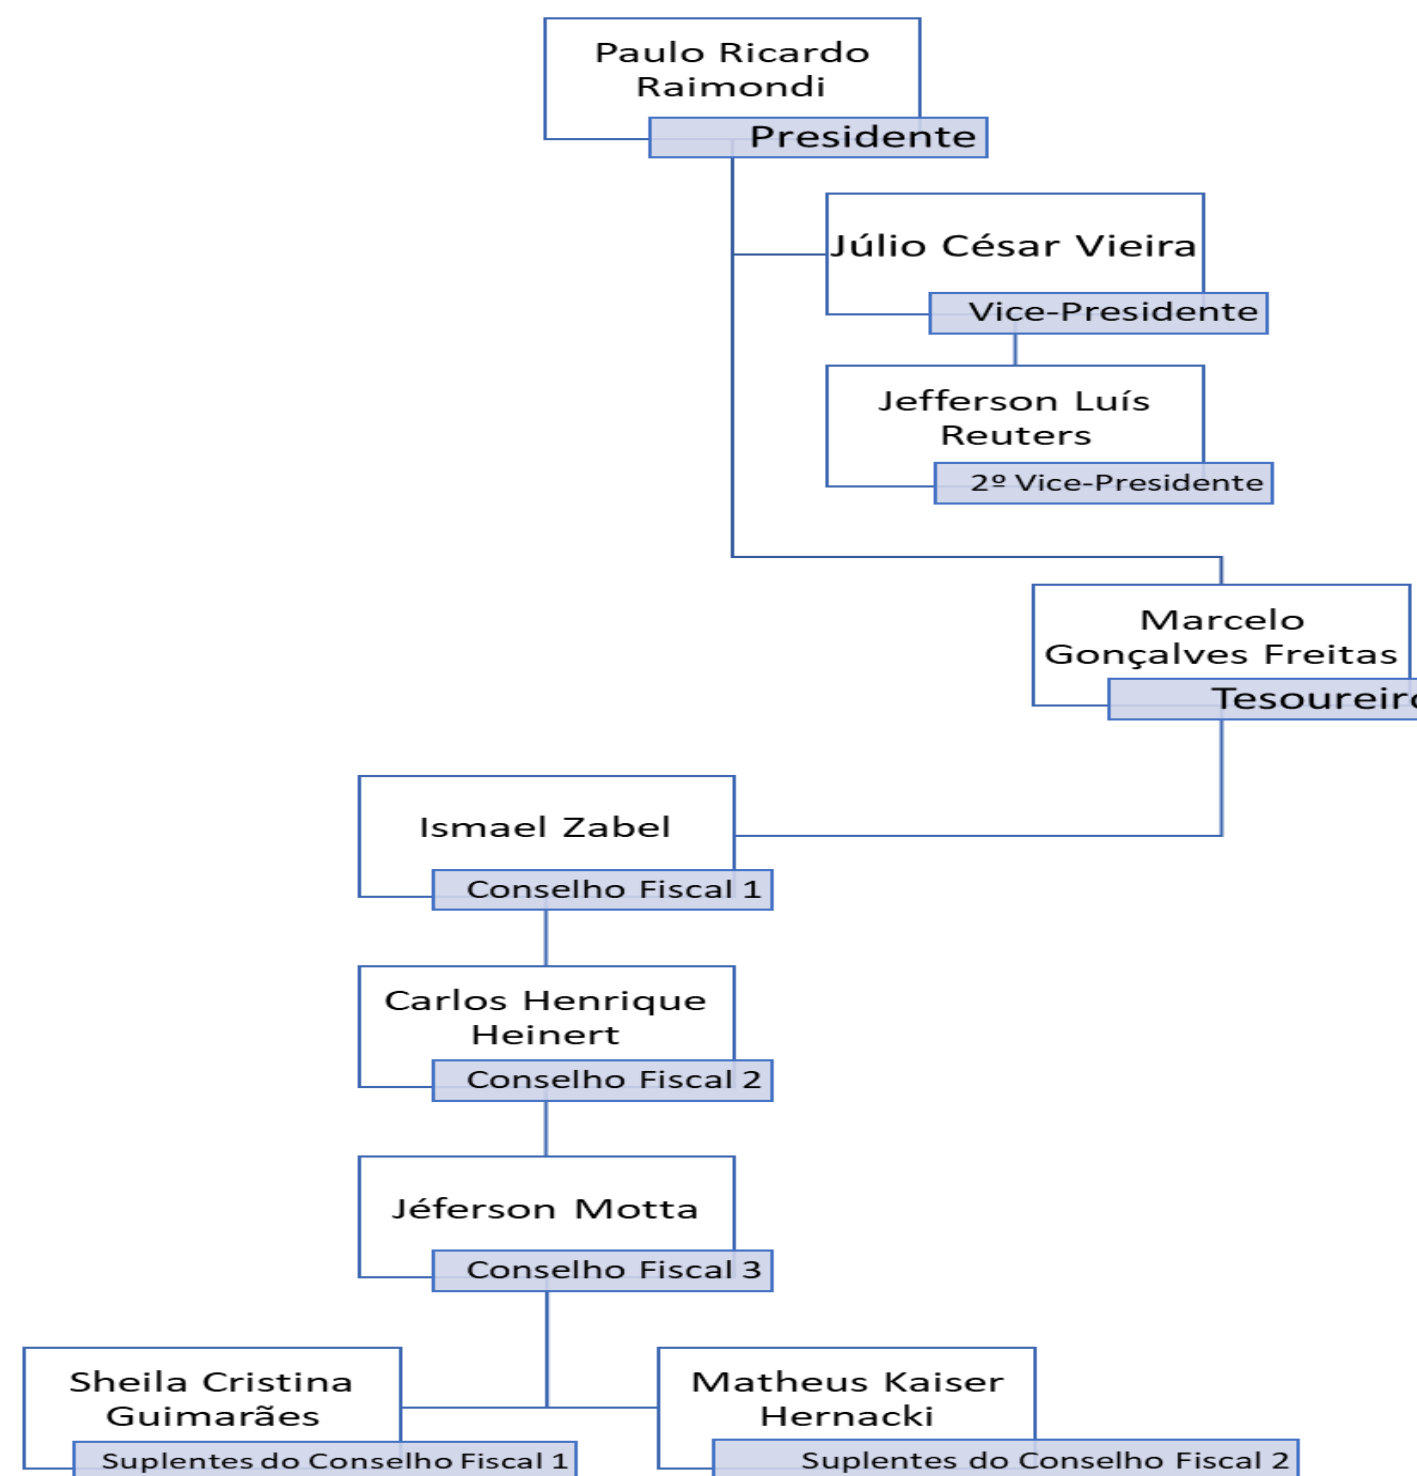 Paulo Ricardo
Raimondi
Presidente
Júlio César Vieira
Vice-Presidente
Jefferson Luís
Reuters
2º Vice-Presidente
Marcelo
Gonçalves Freitas
Tesoureiro
Ismael Zabel
Conselho Fiscal 1
Carlos Henrique
Heinert
Conselho Fiscal 2
Jéferson Motta
Conselho Fiscal 3
Sheila Cristina
Guimarães
Suplentes do Conselho Fiscal 1
Matheus Kaiser
Hernacki
Suplentes do Conselho Fiscal 2